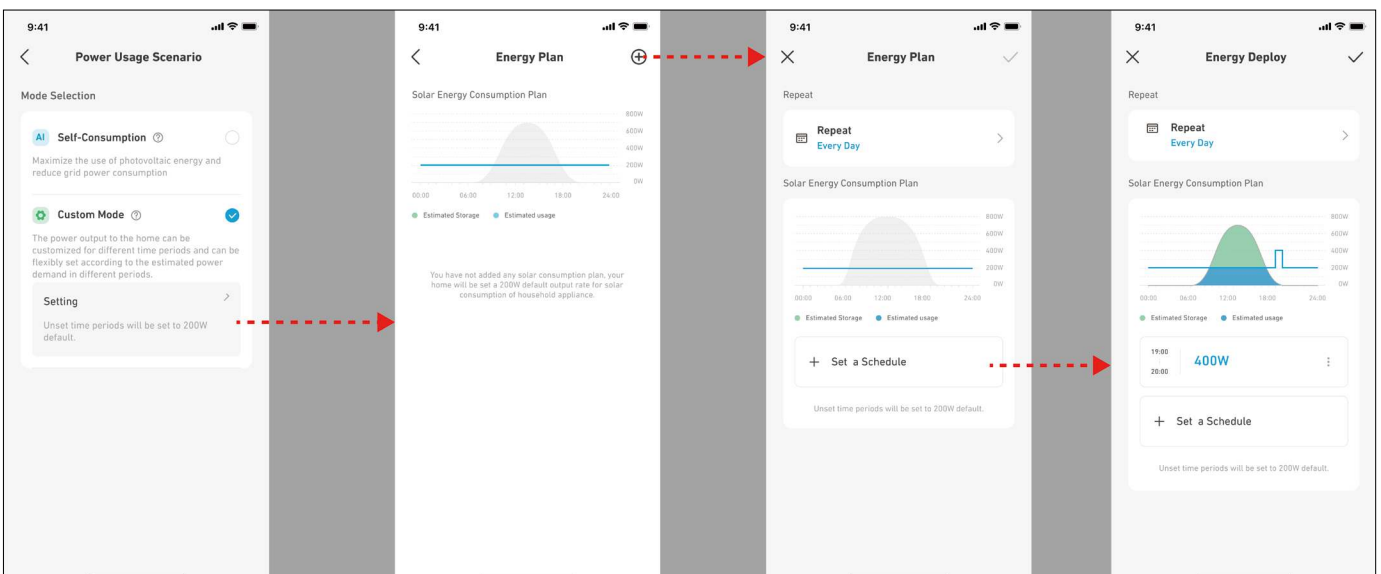 9:41
Power Usage Scenario
Mode Selection
AI Self-Consumption ?
Maximize the use of photovoltaic energy and
reduce grid power consumption
Custom Mode ?
The power output to the home can be
customized for different time periods and can be
flexibly set according to the estimated power
demand in different periods.
Setting
Unset time periods will be set to 200W
default.
9:41
Energy Plan
Solar Energy Consumption Plan
800W
600W
400W
200W
0W
00:00 06:00 12:00 18:00 24:00
Estimated Storage Estimated usage
You have not added any solar consumption plan, your
home will be set a 200W default output rate for solar
consumption of household appliance.
9:41
Energy Plan
Repeat
Repeat
Every Day
Solar Energy Consumption Plan
800W
600W
400W
200W
0W
00:00 06:00 12:00 18:00 24:00
Estimated Storage Estimated usage
+ Set a Schedule
Unset time periods will be set to 200W default.
9:41
Energy Deploy
Repeat
Repeat
Every Day
Solar Energy Consumption Plan
800W
600W
400W
200W
0W
00:00 06:00 12:00 18:00 24:00
Estimated Storage Estimated usage
19:00
400W
20:00
+ Set a Schedule
Unset time periods will be set to 200W default.